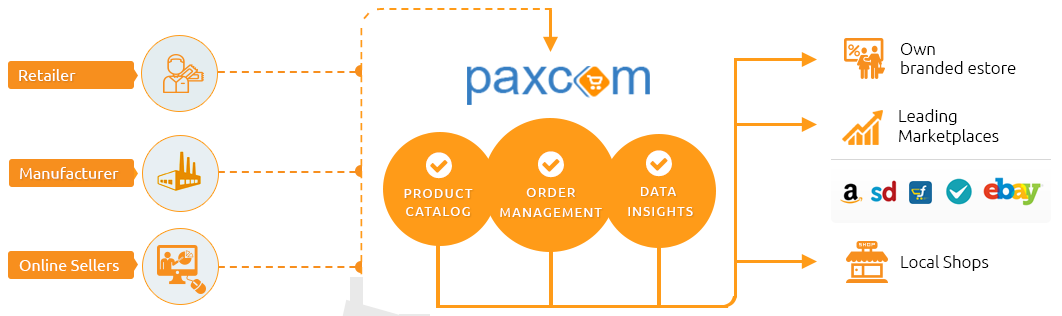 Retailer
Manufacturer
Online Sellers
paxcom
PRODUCT
CATALOG
ORDER
MANAGEMENT
DATA
INSIGHTS
%
Own
branded estore
Leading
Marketplaces
a
sd
f
ebay
SHOP
Local Shops